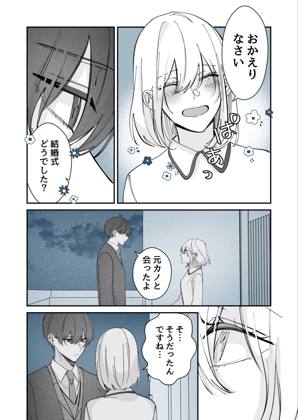 おかえり
なさい
ぱあっ
結婚式
どうでした？
元カノと
会ったよ
そ…
そうだったん
ですね…